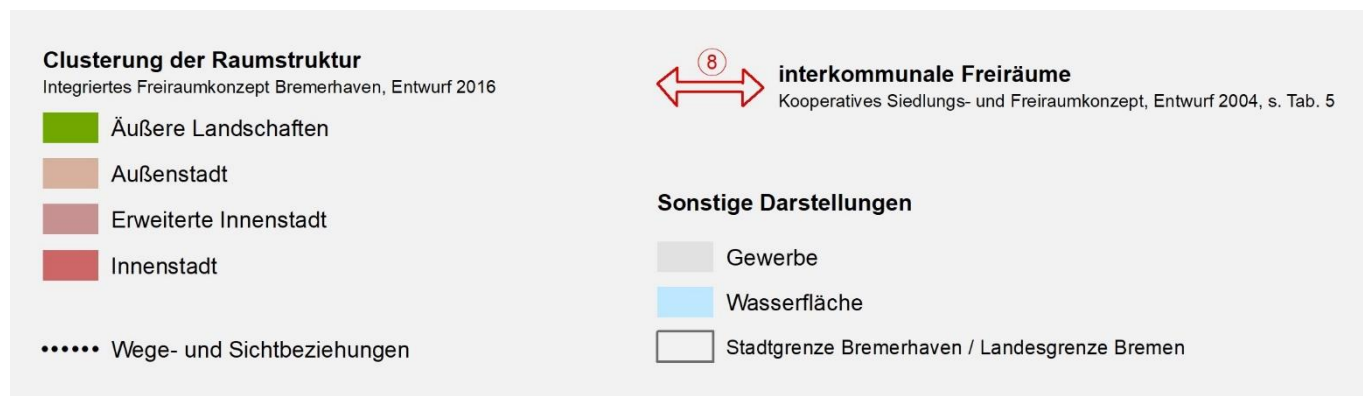 Clusterung der Raumstruktur
Integriertes Freiraumkonzept Bremerhaven, Entwurf 2016
Äußere Landschaften
Außenstadt
Erweiterte Innenstadt
Innenstadt
Wege- und Sichtbeziehungen
8
interkommunale Freiräume
Kooperatives Siedlungs- und Freiraumkonzept, Entwurf 2004, s. Tab. 5
Sonstige Darstellungen
Gewerbe
Wasserfläche
Stadtgrenze Bremerhaven / Landesgrenze Bremen